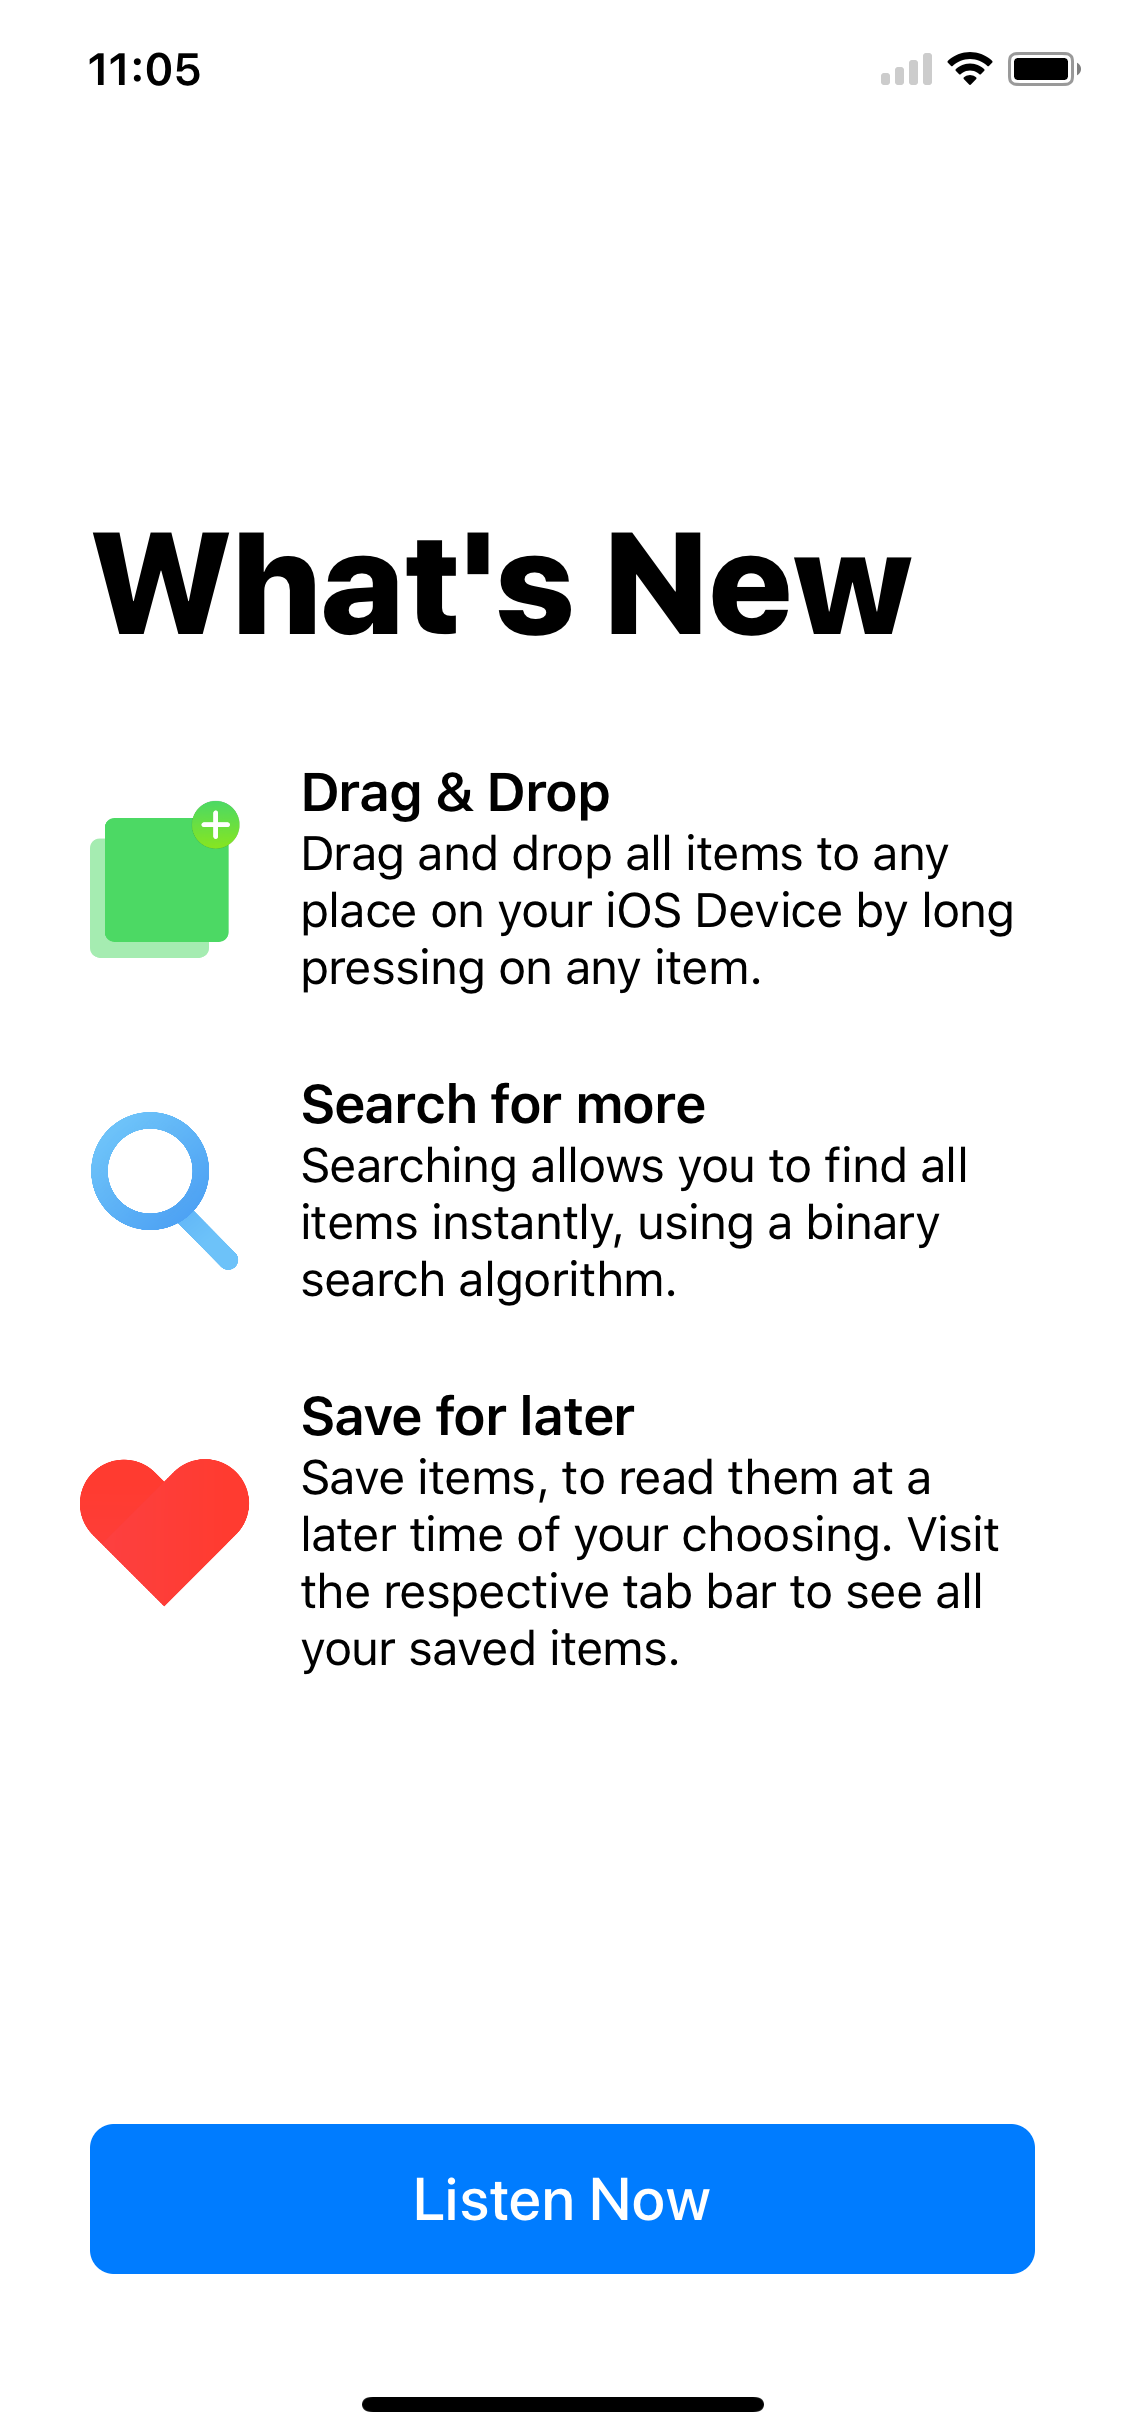 11:05
What's New
Drag & Drop
Drag and drop all items to any
place on your iOS Device by long
pressing on any item.
Search for more
Searching allows you to find all
items instantly, using a binary
search algorithm.
Save for later
Save items, to read them at a
later time of your choosing. Visit
the respective tab bar to see all
your saved items.
Listen Now